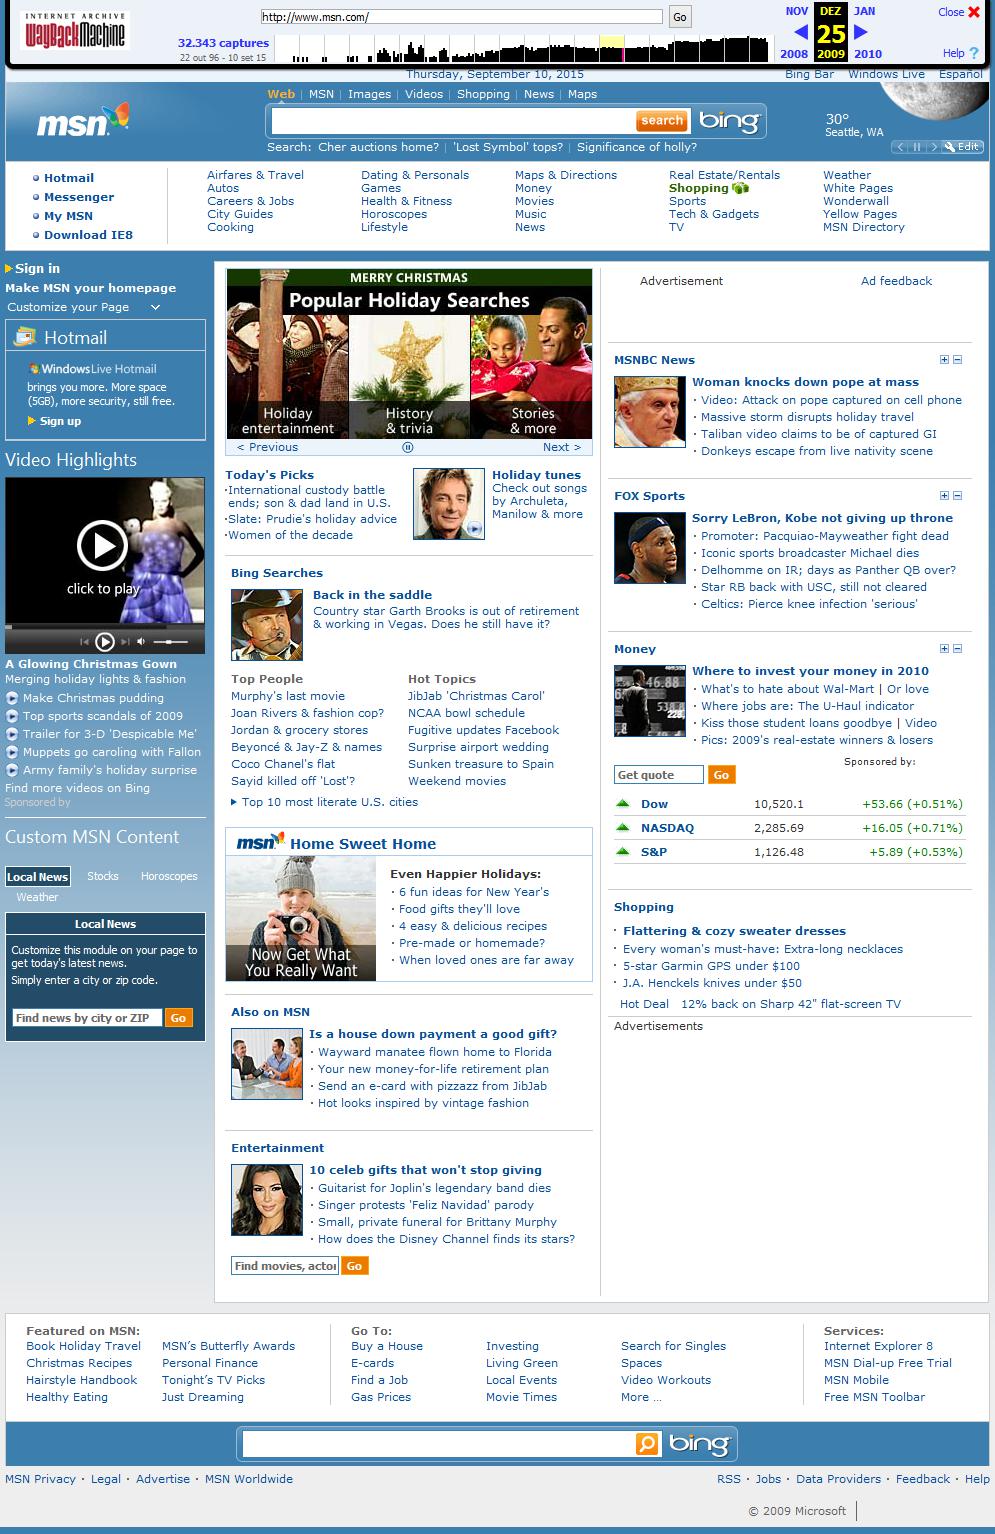 INTERNET ARCHIVE
WayBackMachine
http://www.msn.com/
Go
32.343 captures
22 out 96 - 10 set 15
NOV DEZ JAN
25
2008 2009 2010
Close
Help ?
Thursday, September 10, 2015
Bing Bar Windows Live Español
msn
Web | MSN | Images | Videos | Shopping | News | Maps
search bing
Search: Cher auctions home? | 'Lost Symbol' tops? | Significance of holly?
30°
Seattle, WA
Edit
Hotmail
Messenger
My MSN
Download IE8
Airfares & Travel
Autos
Careers & Jobs
City Guides
Cooking
Dating & Personals
Games
Health & Fitness
Horoscopes
Lifestyle
Maps & Directions
Money
Movies
Music
News
Real Estate/Rentals
Shopping
Sports
Tech & Gadgets
TV
Weather
White Pages
Wonderwall
Yellow Pages
MSN Directory
Sign in
Make MSN your homepage
Customize your Page
Hotmail
WindowsLive Hotmail
brings you more. More space
(5GB), more security, still free.
Sign up
Video Highlights
click to play
A Glowing Christmas Gown
Merging holiday lights & fashion
Make Christmas pudding
Top sports scandals of 2009
Trailer for 3-D 'Despicable Me'
Muppets go caroling with Fallon
Army family's holiday surprise
Find more videos on Bing
Sponsored by
Custom MSN Content
Local News Stocks Horoscopes
Weather
Local News
Customize this module on your page to
get today's latest news.
Simply enter a city or zip code.
Find news by city or ZIP Go
MERRY CHRISTMAS
Popular Holiday Searches
Holiday
entertainment
History
& trivia
Stories
& more
< Previous Next >
Today's Picks
·International custody battle
ends; son & dad land in U.S.
·Slate: Prudie's holiday advice
·Women of the decade
Holiday tunes
Check out songs
by Archuleta,
Manilow & more
Bing Searches
Back in the saddle
Country star Garth Brooks is out of retirement
& working in Vegas. Does he still have it?
Top People
Murphy's last movie
Joan Rivers & fashion cop?
Jordan & grocery stores
Beyoncé & Jay-Z & names
Coco Chanel's flat
Sayid killed off 'Lost'?
Hot Topics
JibJab 'Christmas Carol'
NCAA bowl schedule
Fugitive updates Facebook
Surprise airport wedding
Sunken treasure to Spain
Weekend movies
Top 10 most literate U.S. cities
msn Home Sweet Home
Now Get What
You Really Want
Even Happier Holidays:
· 6 fun ideas for New Year's
· Food gifts they'll love
· 4 easy & delicious recipes
· Pre-made or homemade?
· When loved ones are far away
Also on MSN
Is a house down payment a good gift?
· Wayward manatee flown home to Florida
· Your new money-for-life retirement plan
· Send an e-card with pizzazz from JibJab
· Hot looks inspired by vintage fashion
Entertainment
10 celeb gifts that won't stop giving
· Guitarist for Joplin's legendary band dies
· Singer protests 'Feliz Navidad' parody
· Small, private funeral for Brittany Murphy
· How does the Disney Channel finds its stars?
Find movies, actor Go
Advertisement Ad feedback
MSNBC News
Woman knocks down pope at mass
· Video: Attack on pope captured on cell phone
· Massive storm disrupts holiday travel
· Taliban video claims to be of captured GI
· Donkeys escape from live nativity scene
FOX Sports
Sorry LeBron, Kobe not giving up throne
· Promoter: Pacquiao-Mayweather fight dead
· Iconic sports broadcaster Michael dies
· Delhomme on IR; days as Panther QB over?
· Star RB back with USC, still not cleared
· Celtics: Pierce knee infection 'serious'
Money
46.88
538.8
Where to invest your money in 2010
· What's to hate about Wal-Mart | Or love
· Where jobs are: The U-Haul indicator
· Kiss those student loans goodbye | Video
· Pics: 2009's real-estate winners & losers
Sponsored by:
Get quote Go
Dow 10,520.1 +53.66 (+0.51%)
NASDAQ 2,285.69 +16.05 (+0.71%)
S&P 1,126.48 +5.89 (+0.53%)
Shopping
· Flattering & cozy sweater dresses
· Every woman's must-have: Extra-long necklaces
· 5-star Garmin GPS under $100
· J.A. Henckels knives under $50
Hot Deal 12% back on Sharp 42" flat-screen TV
Advertisements
Featured on MSN:
Book Holiday Travel
Christmas Recipes
Hairstyle Handbook
Healthy Eating
MSN's Butterfly Awards
Personal Finance
Tonight's TV Picks
Just Dreaming
Go To:
Buy a House
E-cards
Find a Job
Gas Prices
Investing
Living Green
Local Events
Movie Times
Search for Singles
Spaces
Video Workouts
More ...
Services:
Internet Explorer 8
MSN Dial-up Free Trial
MSN Mobile
Free MSN Toolbar
bing
MSN Privacy · Legal · Advertise · MSN Worldwide
RSS · Jobs · Data Providers · Feedback · Help
© 2009 Microsoft